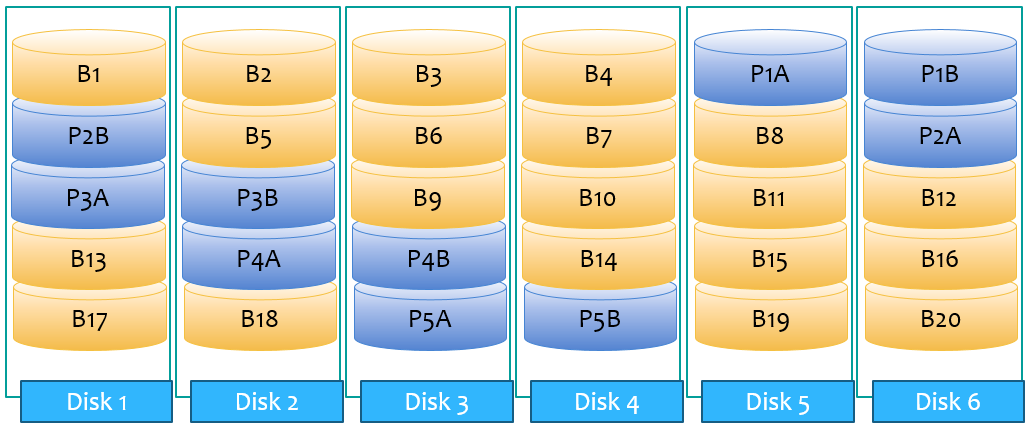 B1 B2 B3 B4 P1A P1B
P2B B5 B6 B7 B8 P2A
P3A P3B B9 B10 B11 B12
B13 P4A P4B B14 B15 B16
B17 B18 P5A P5B B19 B20
Disk 1 Disk 2 Disk 3 Disk 4 Disk 5 Disk 6